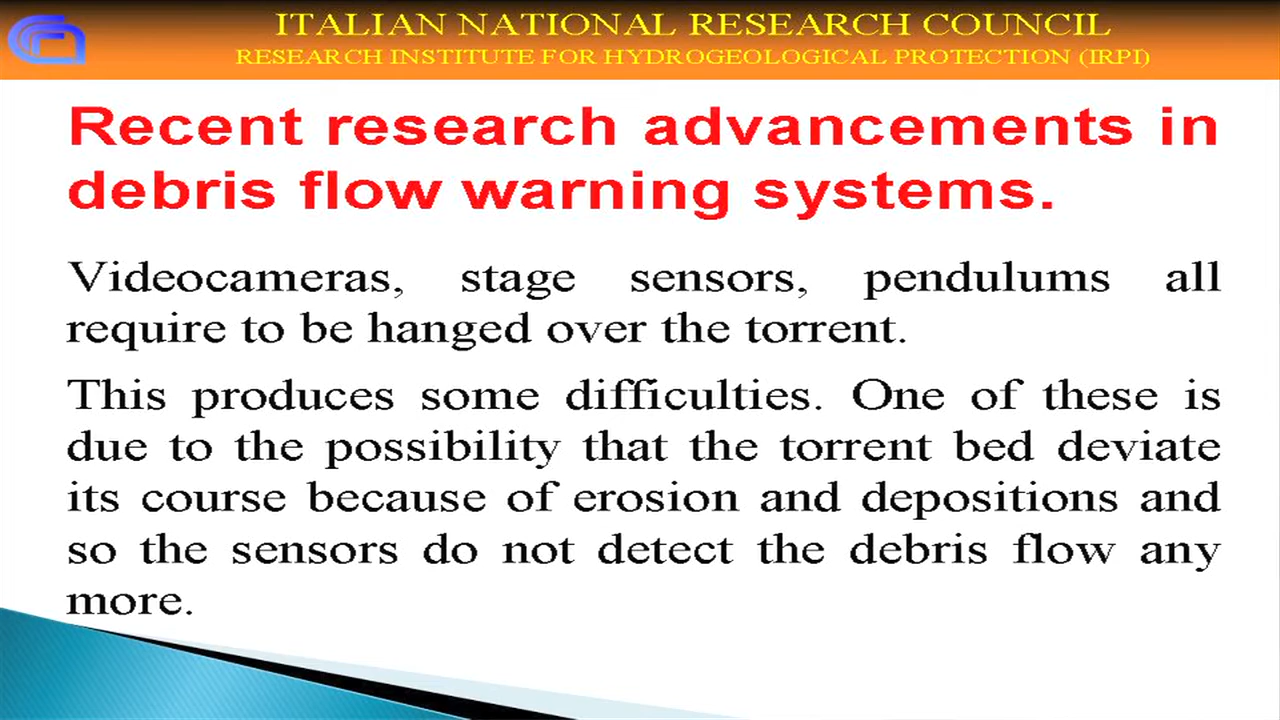 ITALIAN NATIONAL RESEARCH COUNCIL
RESEARCH INSTITUTE FOR HYDROGEOLOGICAL PROTECTION (IRPI)
Recent research advancements in
debris flow warning systems.
Videocameras, stage sensors, pendulums all
require to be hanged over the torrent.
This produces some difficulties. One of these is
due to the possibility that the torrent bed deviate
its course because of erosion and depositions and
so the sensors do not detect the debris flow any
more.